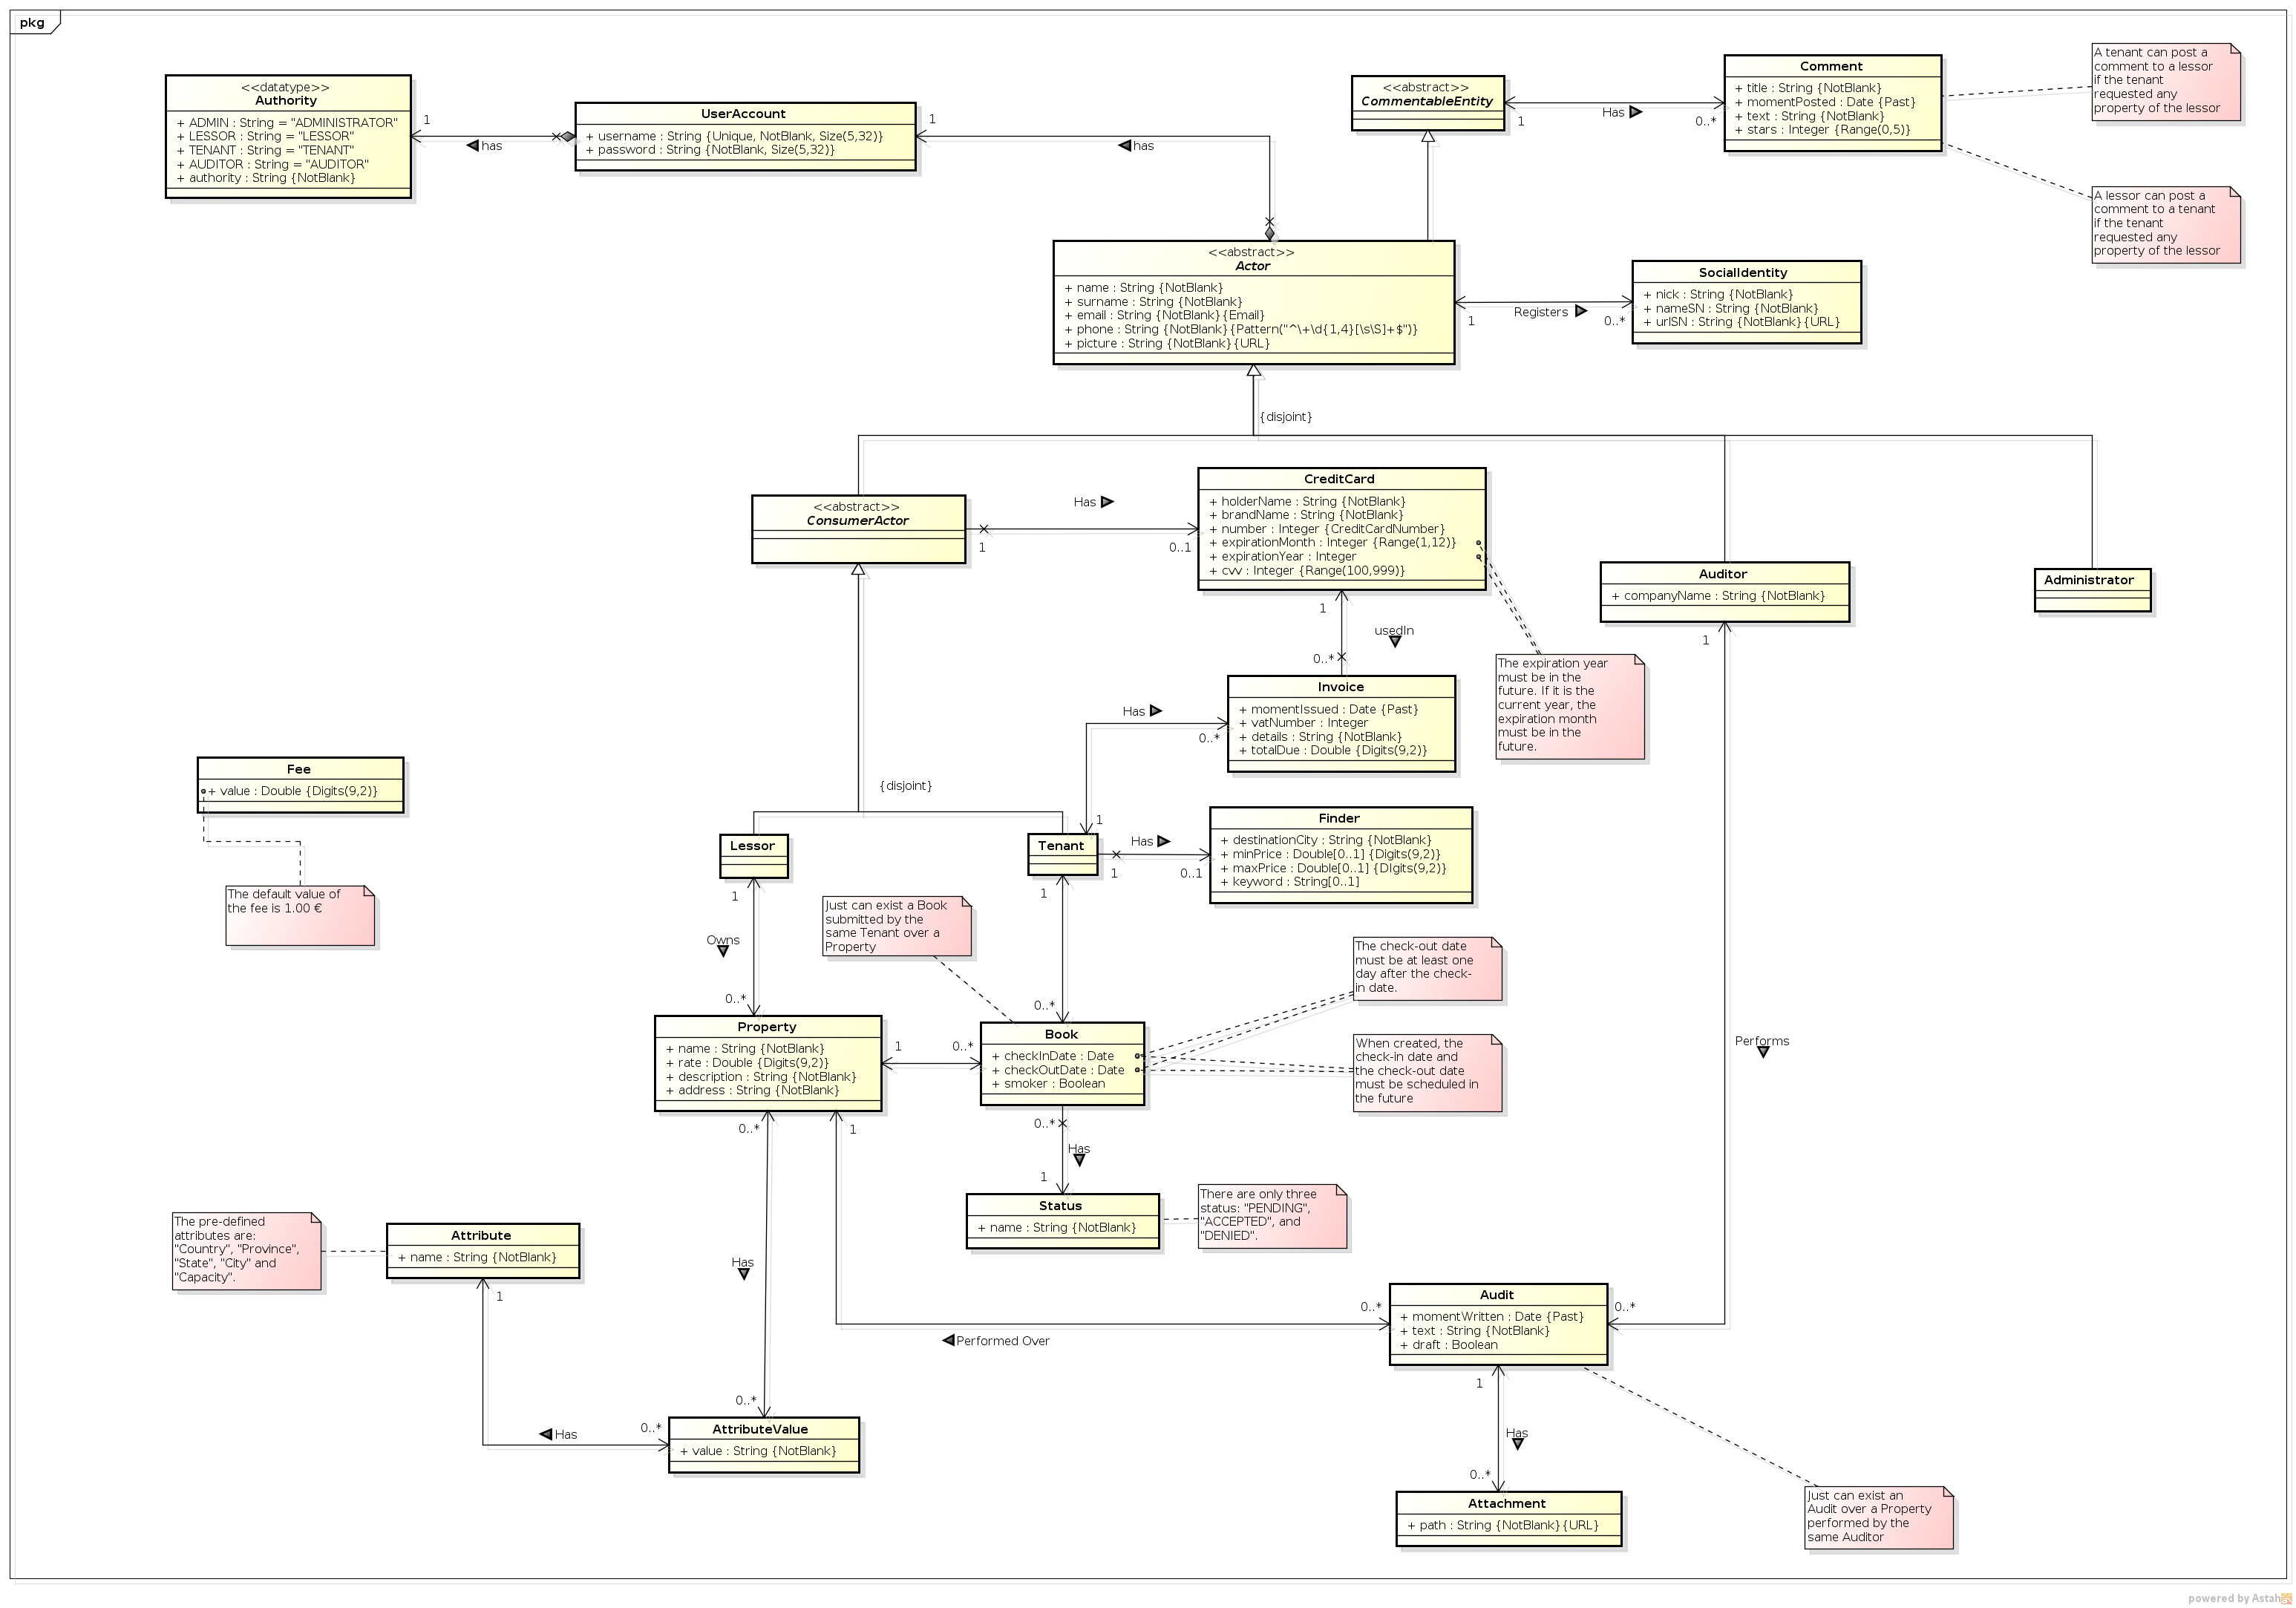 pkg
<<datatype>>
Authority
+ ADMIN : String = "ADMINISTRATOR"
+ LESSOR : String = "LESSOR"
+ TENANT : String = "TENANT"
+ AUDITOR : String = "AUDITOR"
+ authority : String {NotBlank}
1
has
UserAccount
+ username : String {Unique, NotBlank, Size(5,32)}
+ password : String {NotBlank, Size(5,32)}
1
has
<<abstract>>
CommentableEntity
1
Has
0..*
Comment
+ title : String {NotBlank}
+ momentPosted : Date {Past}
+ text : String {NotBlank}
+ stars : Integer {Range(0,5)}
A tenant can post a
comment to a lessor
if the tenant
requested any
property of the lessor
A lessor can post a
comment to a tenant
if the tenant
requested any
property of the lessor
<<abstract>>
Actor
+ name : String {NotBlank}
+ surname : String {NotBlank}
+ email : String {NotBlank}{Email}
+ phone : String {NotBlank}{Pattern("^\+\d{1,4}[\s\S]+$")}
+ picture : String {NotBlank}{URL}
1
Registers
0..*
SocialIdentity
+ nick : String {NotBlank}
+ nameSN : String {NotBlank}
+ urlSN : String {NotBlank}{URL}
{disjoint}
<<abstract>>
ConsumerActor
Has
1
0..1
CreditCard
+ holderName : String {NotBlank}
+ brandName : String {NotBlank}
+ number : Integer {CreditCardNumber}
+ expirationMonth : Integer {Range(1,12)}
+ expirationYear : Integer
+ cvv : Integer {Range(100,999)}
Auditor
+ companyName : String {NotBlank}
Administrator
1
usedIn
0..*
1
The expiration year
must be in the
future. If it is the
current year, the
expiration month
must be in the
future.
Invoice
+ momentIssued : Date {Past}
+ vatNumber : Integer
+ details : String {NotBlank}
+ totalDue : Double {Digits(9,2)}
Has
0..*
1
Fee
+ value : Double {Digits(9,2)}
The default value of
the fee is 1.00 €
{disjoint}
Lessor
Tenant
Has
1
0..1
Finder
+ destinationCity : String {NotBlank}
+ minPrice : Double[0..1] {Digits(9,2)}
+ maxPrice : Double[0..1] {DIgits(9,2)}
+ keyword : String[0..1]
1
Owns
0..*
Just can exist a Book
submitted by the
same Tenant over a
Property
1
0..*
The check-out date
must be at least one
day after the check-
in date.
Property
+ name : String {NotBlank}
+ rate : Double {Digits(9,2)}
+ description : String {NotBlank}
+ address : String {NotBlank}
1
0..*
Book
+ checkInDate : Date
+ checkOutDate : Date
+ smoker : Boolean
When created, the
check-in date and
the check-out date
must be scheduled in
the future
Performs
0..*
1
0..*
Has
1
Status
+ name : String {NotBlank}
There are only three
status: "PENDING",
"ACCEPTED", and
"DENIED".
The pre-defined
attributes are:
"Country", "Province",
"State", "City" and
"Capacity".
Attribute
+ name : String {NotBlank}
1
Has
0..*
Performed Over
0..*
Audit
+ momentWritten : Date {Past}
+ text : String {NotBlank}
+ draft : Boolean
1
0..*
Has
0..*
AttributeValue
+ value : String {NotBlank}
Has
0..*
Attachment
+ path : String {NotBlank}{URL}
Just can exist an
Audit over a Property
performed by the
same Auditor
powered by Astah